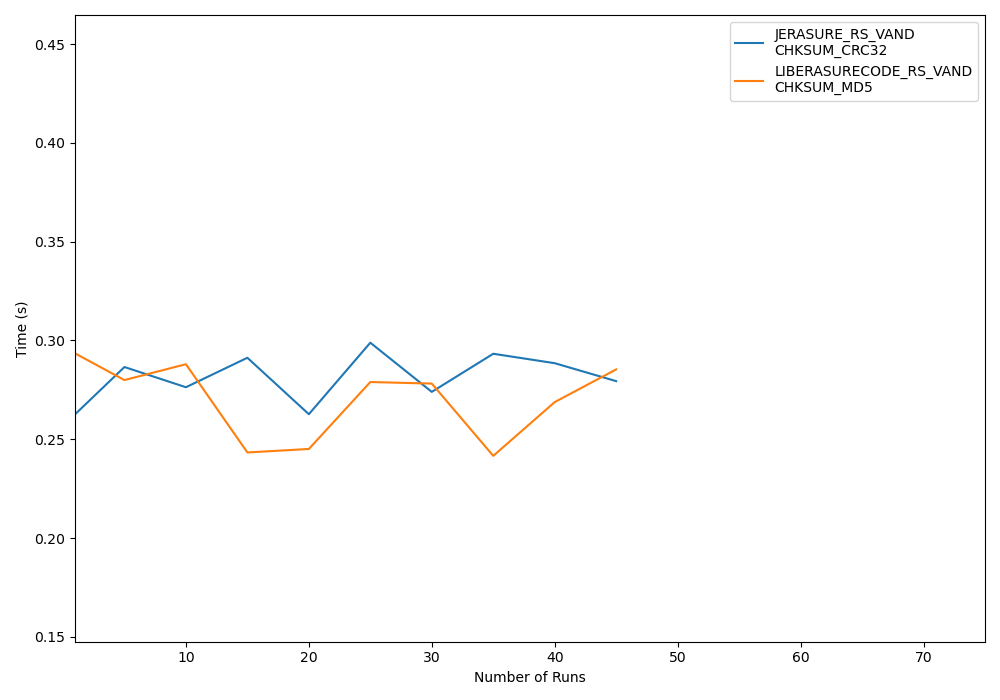 JERASURE_RS_VAND
CHKSUM_CRC32
LIBERASURECODE_RS_VAND
CHKSUM_MD5
0.45
0.40
0.35
0.30
0.25
0.20
0.15
Time (s)
10 20 30 40 50 60 70
Number of Runs